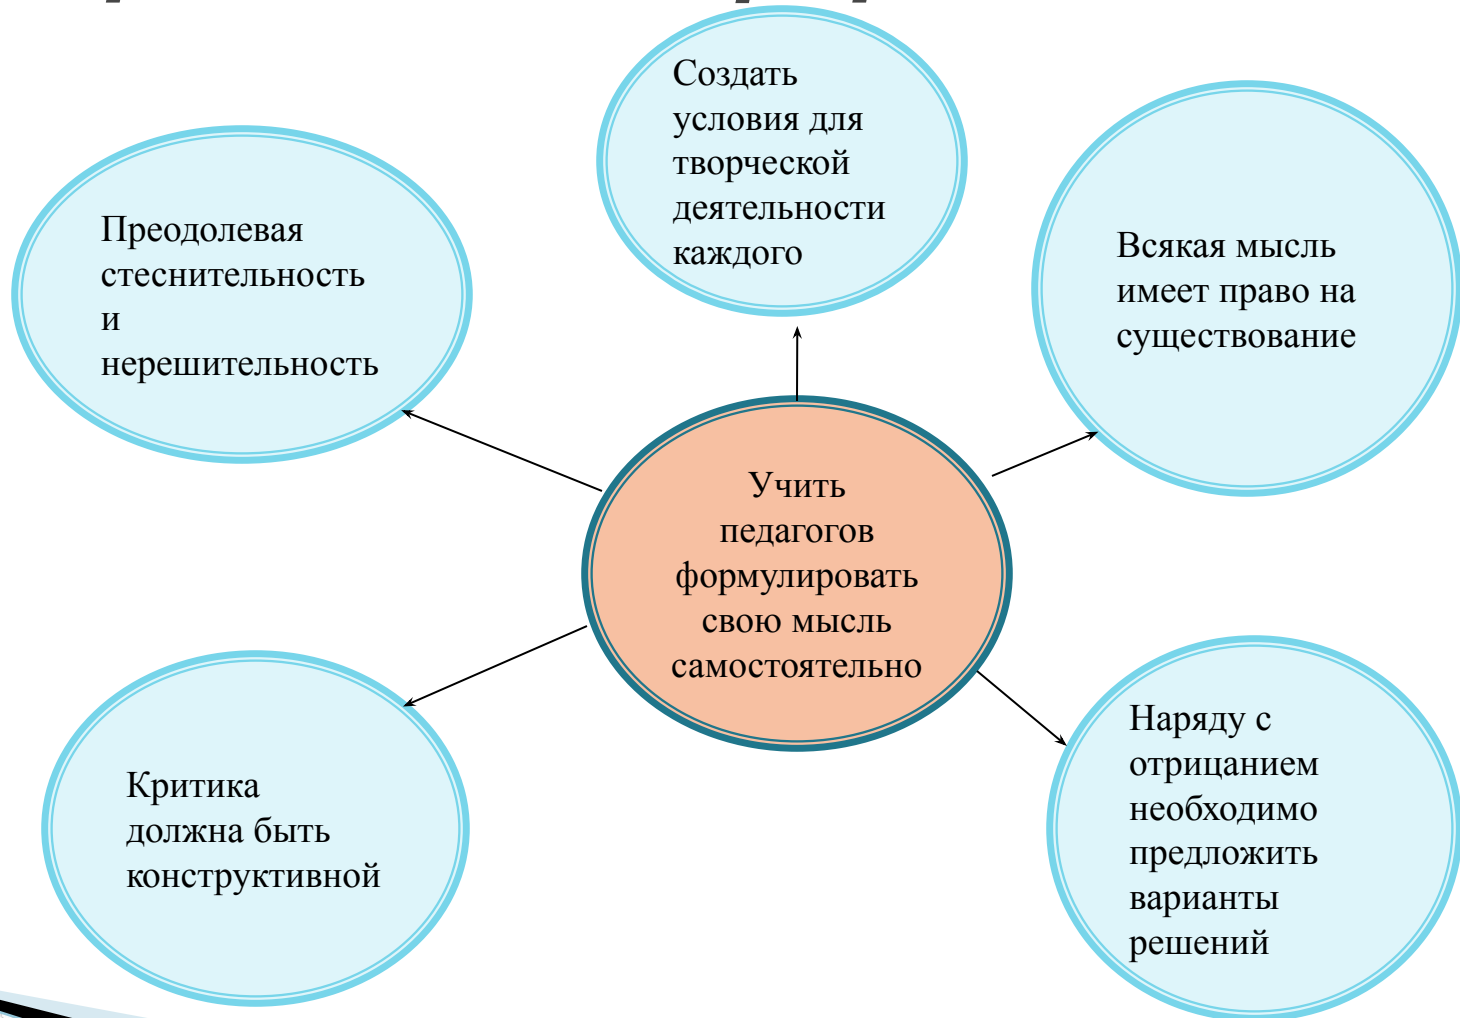 Создать
условия для
творческой
деятельности
каждого
Преодолевая
стеснительность
и
нерешительность
Всякая мысль
имеет право на
существование
Учить
педагогов
формулировать
свою мысль
самостоятельно
Критика
должна быть
конструктивной
Наряду с
отрицанием
необходимо
предложить
варианты
решений